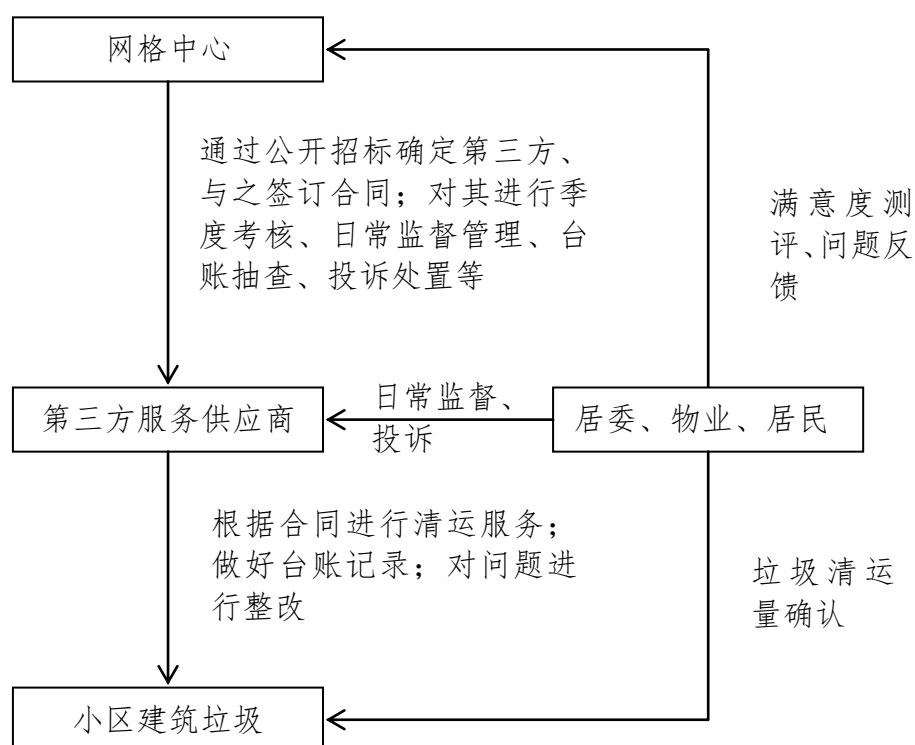 网格中心
通过公开招标确定第三方、
与之签订合同；对其进行季
度考核、日常监督管理、台
账抽查、投诉处置等
满意度测
评、问题反
馈
第三方服务供应商
日常监督、
投诉
居委、物业、居民
根据合同进行清运服务；
做好台账记录；对问题进
行整改
垃圾清运
量确认
小区建筑垃圾